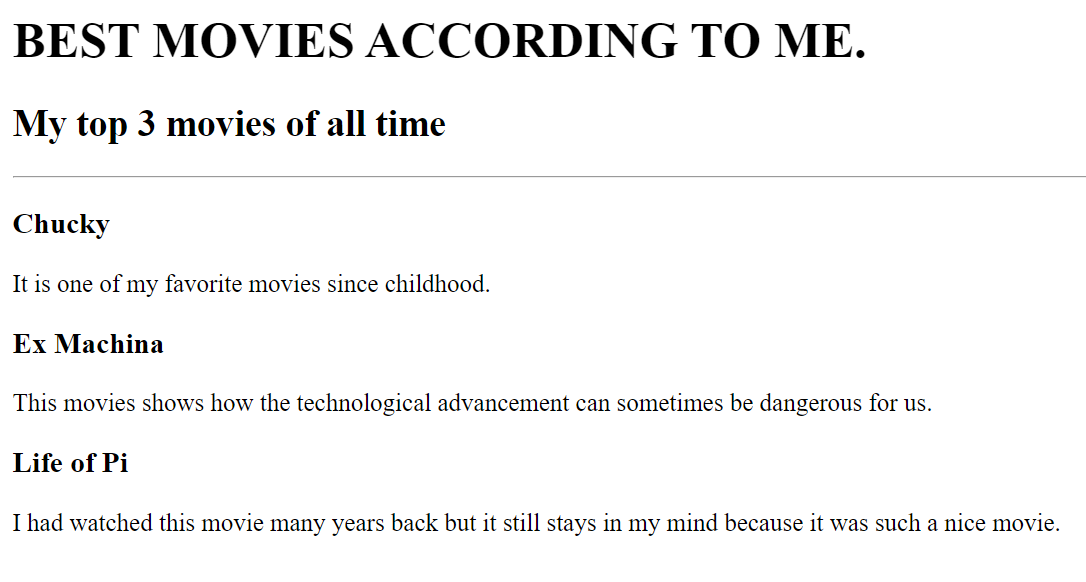 BEST MOVIES ACCORDING TO ME.
My top 3 movies of all time
Chucky
It is one of my favorite movies since childhood.
Ex Machina
This movies shows how the technological advancement can sometimes be dangerous for us.
Life of Pi
I had watched this movie many years back but it still stays in my mind because it was such a nice movie.